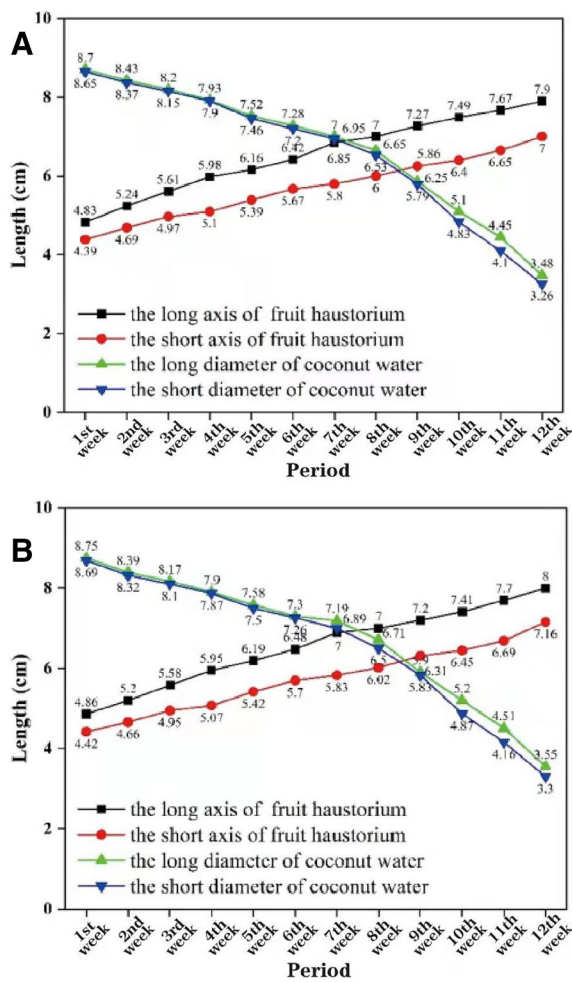 A
10
8
6
4
2
0
Length (cm)
8.7 8.43 8.2 7.93 7.52 7.28 7 6.95 7 7.27 7.49 7.67 7.9
8.65 8.37 8.15 7.9 7.46 7.2 6.42 6.85 6.65 6.53 5.86 6.25 5.79
4.83 5.24 5.61 5.98 6.16
4.39 4.69 4.97 5.1 5.39 5.67 5.8 6 6.4 6.65 7
5.1 4.45 3.48
4.83 4.1 3.26
the long axis of fruit haustorium
the short axis of fruit haustorium
the long diameter of coconut water
the short diameter of coconut water
1st week 2nd week 3rd week 4th week 5th week 6th week 7th week 8th week 9th week 10th week 11th week 12th week
Period
B
10
8
6
4
2
0
Length (cm)
8.75 8.39 8.17 7.9 7.58 7.3 7.19 6.89 7 7.2 7.41 7.7 8
8.69 8.32 8.1 7.87 7.5 7.26 6.48 7 6.71 6.5 5.9 6.31 5.83
4.86 5.2 5.58 5.95 6.19
4.42 4.66 4.95 5.07 5.42 5.7 5.83 6.02 6.45 6.69 7.16
5.2 4.51 3.55
4.87 4.16 3.3
the long axis of fruit haustorium
the short axis of fruit haustorium
the long diameter of coconut water
the short diameter of coconut water
1st week 2nd week 3rd week 4th week 5th week 6th week 7th week 8th week 9th week 10th week 11th week 12th week
Period